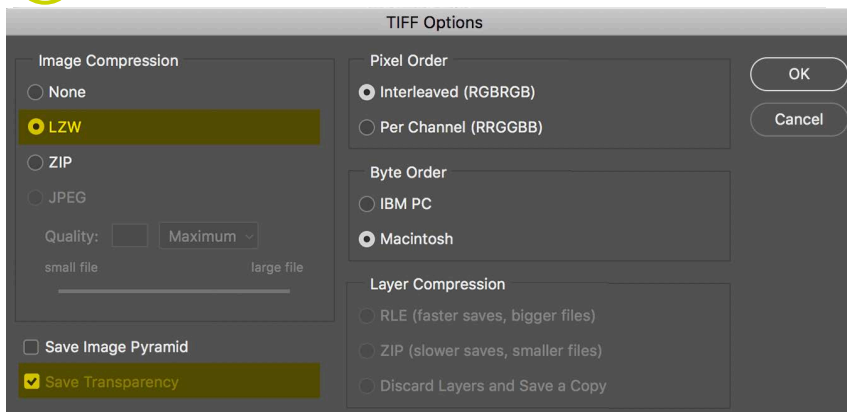 TIFF Options
Image Compression
None
LZW
ZIP
JPEG
Quality:
Maximum
small file
large file
Save Image Pyramid
Save Transparency
Pixel Order
Interleaved (RGBRGB)
Per Channel (RRGGBB)
Byte Order
IBM PC
Macintosh
Layer Compression
RLE (faster saves, bigger files)
ZIP (slower saves, smaller files)
Discard Layers and Save a Copy
OK
Cancel